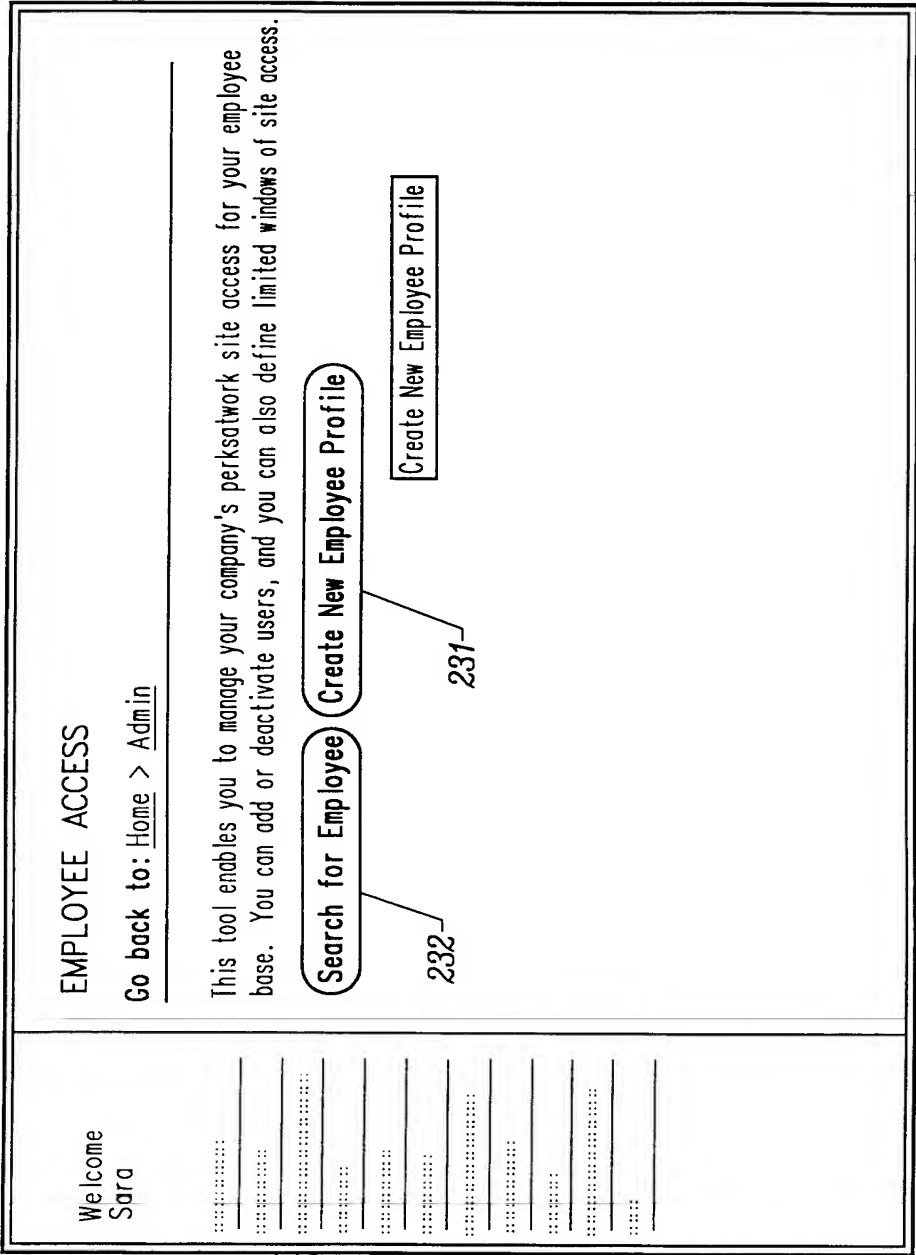 Welcome
Sara
EMPLOYEE ACCESS
Go back to: Home > Admin
This tool enables you to manage your company's perksatwork site access for your employee
base. You can add or deactivate users, and you can also define limited windows of site access.
Search for Employee Create New Employee Profile
Create New Employee Profile
232 231